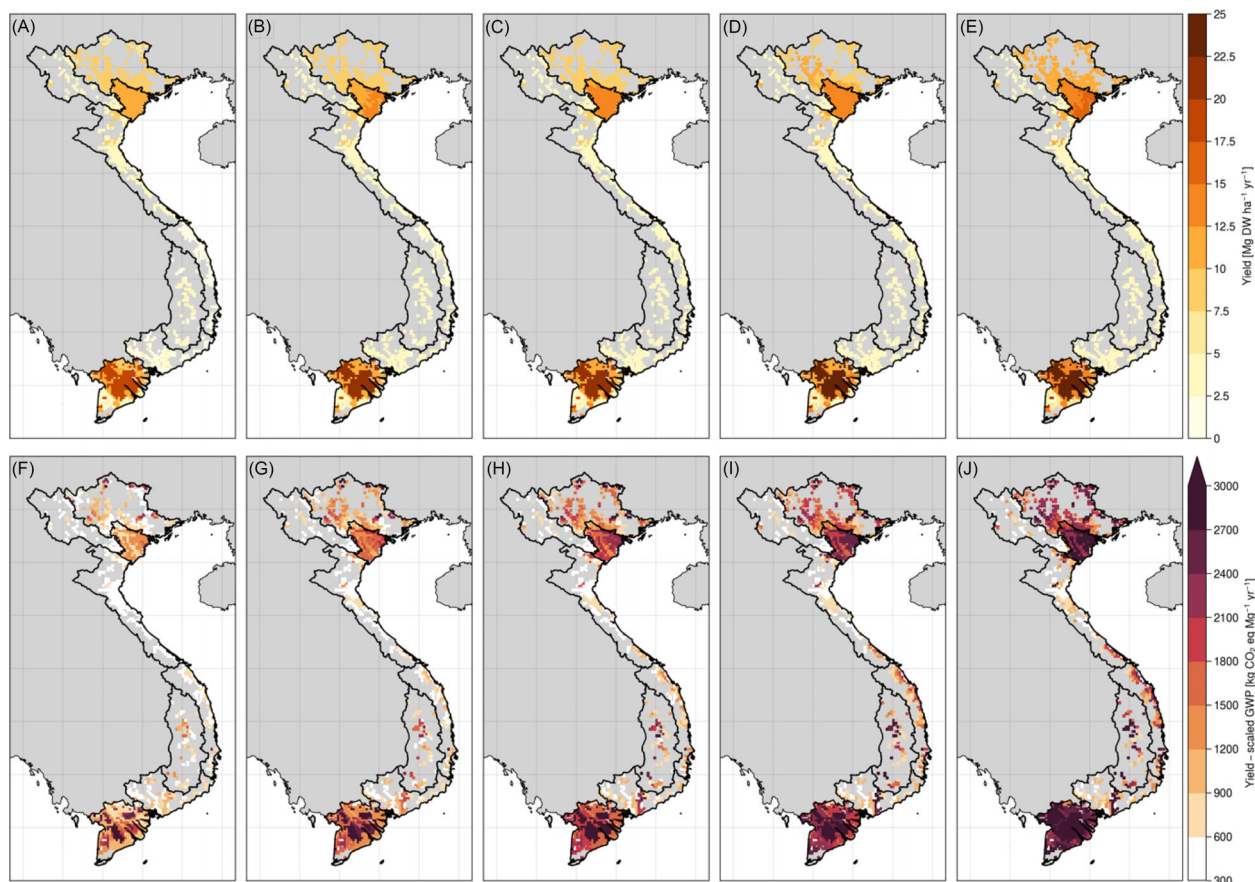 (A)
(B)
(C)
(D)
(E)
25
22.5
20
17.5
15
12.5
10
7.5
5
2.5
0
Yield [Mg DW ha⁻¹ yr⁻¹]
(F)
(G)
(H)
(I)
(J)
3000
2700
2400
2100
1800
1500
1200
900
600
300
Yield – scaled GWP [kg CO₂ eq Mg⁻¹ yr⁻¹]